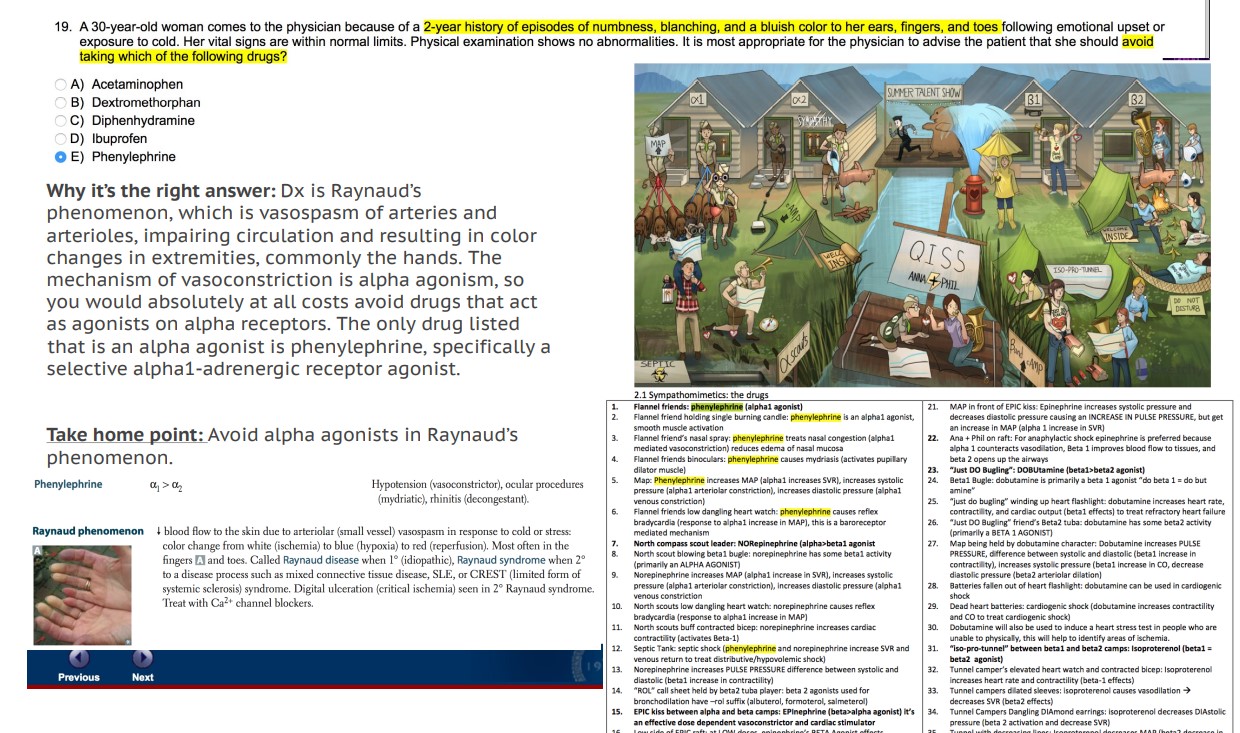 19. A 30-year-old woman comes to the physician because of a 2-year history of episodes of numbness, blanching, and a bluish color to her ears, fingers, and toes following emotional upset or
exposure to cold. Her vital signs are within normal limits. Physical examination shows no abnormalities. It is most appropriate for the physician to advise the patient that she should avoid
taking which of the following drugs?
A) Acetaminophen
B) Dextromethorphan
C) Diphenhydramine
D) Ibuprofen
E) Phenylephrine
Why it's the right answer: Dx is Raynaud's
phenomenon, which is vasospasm of arteries and
arterioles, impairing circulation and resulting in color
changes in extremities, commonly the hands. The
mechanism of vasoconstriction is alpha agonism, so
you would absolutely at all costs avoid drugs that act
as agonists on alpha receptors. The only drug listed
that is an alpha agonist is phenylephrine, specifically a
selective alpha1-adrenergic receptor agonist.
Take home point: Avoid alpha agonists in Raynaud's
phenomenon.
Phenylephrine α1 > α2 Hypotension (vasoconstrictor), ocular procedures
(mydriatic), rhinitis (decongestant).
Raynaud phenomenon ↓ blood flow to the skin due to arteriolar (small vessel) vasospasm in response to cold or stress:
color change from white (ischemia) to blue (hypoxia) to red (reperfusion). Most often in the
fingers A and toes. Called Raynaud disease when 1° (idiopathic), Raynaud syndrome when 2°
to a disease process such as mixed connective tissue disease, SLE, or CREST (limited form of
systemic sclerosis) syndrome. Digital ulceration (critical ischemia) seen in 2° Raynaud syndrome.
Treat with Ca2+ channel blockers.
A
Previous Next
α1
α2
SUMMER TALENT SHOW
β1
β2
SYMPATHY
MAP
AMP
WELCOME
INSIDE
QISS
ANNA + PHIL
ISO-PRO-TUNNEL
DO NOT
DISTURB
SEPTIC
α scouts
2.1 Sympathomimetics: the drugs
1. Flannel friends: phenylephrine (alpha1 agonist)
2. Flannel friend holding single burning candle: phenylephrine is an alpha1 agonist,
smooth muscle activation
3. Flannel friend's nasal spray: phenylephrine treats nasal congestion (alpha1
mediated vasoconstriction) reduces edema of nasal mucosa
4. Flannel friends binoculars: phenylephrine causes mydriasis (activates pupillary
dilator muscle)
5. Map: Phenylephrine increases MAP (alpha1 increases SVR), increases systolic
pressure (alpha1 arteriolar constriction), increases diastolic pressure (alpha1
venous constriction)
6. Flannel friends low dangling heart watch: phenylephrine causes reflex
bradycardia (response to alpha1 increase in MAP), this is a baroreceptor
mediated mechanism
7. North compass scout leader: NORepinephrine (alpha>beta1 agonist
8. North scout blowing beta1 bugle: norepinephrine has some beta1 activity
(primarily an ALPHA AGONIST)
9. Norepinephrine increases MAP (alpha1 increase in SVR), increases systolic
pressure (alpha1 arteriolar constriction), increases diastolic pressure (alpha1
venous constriction
10. North scouts low dangling heart watch: norepinephrine causes reflex
bradycardia (response to alpha1 increase in MAP)
11. North scouts buff contracted bicep: norepinephrine increases cardiac
contractility (activates Beta-1)
12. Septic Tank: septic shock (phenylephrine and norepinephrine increase SVR and
venous return to treat distributive/hypovolemic shock)
13. Norepinephrine increases PULSE PRESSURE difference between systolic and
diastolic (beta1 increase in contractility)
14. "ROL" call sheet held by beta2 tuba player: beta 2 agonists used for
bronchodilation have –rol suffix (albuterol, formoterol, salmeterol)
15. EPIC kiss between alpha and beta camps: EPInephrine (beta>alpha agonist) it's
an effective dose dependent vasoconstrictor and cardiac stimulator
21. MAP in front of EPIC kiss: Epinephrine increases systolic pressure and
decreases diastolic pressure causing an INCREASE IN PULSE PRESSURE, but get
an increase in MAP (alpha 1 increase in SVR)
22. Ana + Phil on raft: For anaphylactic shock epinephrine is preferred because
alpha 1 counteracts vasodilation, Beta 1 improves blood flow to tissues, and
beta 2 opens up the airways
23. "Just DO Bugling": DOBUtamine (beta1>beta2 agonist)
24. Beta1 Bugle: dobutamine is primarily a beta 1 agonist "do beta 1 = do but
amine"
25. "just do bugling" winding up heart flashlight: dobutamine increases heart rate,
contractility, and cardiac output (beta1 effects) to treat refractory heart failure
26. "Just DO Bugling" friend's Beta2 tuba: dobutamine has some beta2 activity
(primarily a BETA 1 AGONIST)
27. Map being held by dobutamine character: Dobutamine increases PULSE
PRESSURE, difference between systolic and diastolic (beta1 increase in
contractility), increases systolic pressure (beta1 increase in CO, decrease
diastolic pressure (beta2 arteriolar dilation)
28. Batteries fallen out of heart flashlight: dobutamine can be used in cardiogenic
shock
29. Dead heart batteries: cardiogenic shock (dobutamine increases contractility
and CO to treat cardiogenic shock)
30. Dobutamine will also be used to induce a heart stress test in people who are
unable to physically, this will help to identify areas of ischemia.
31. "iso-pro-tunnel" between beta1 and beta2 camps: Isoproterenol (beta1 =
beta2 agonist)
32. Tunnel camper's elevated heart watch and contracted bicep: Isoproterenol
increases heart rate and contractility (beta-1 effects)
33. Tunnel campers dilated sleeves: isoproterenol causes vasodilation →
decreases SVR (beta2 effects)
34. Tunnel Campers Dangling DIAmond earrings: isoproterenol decreases DIAstolic
pressure (beta 2 activation and decrease SVR)